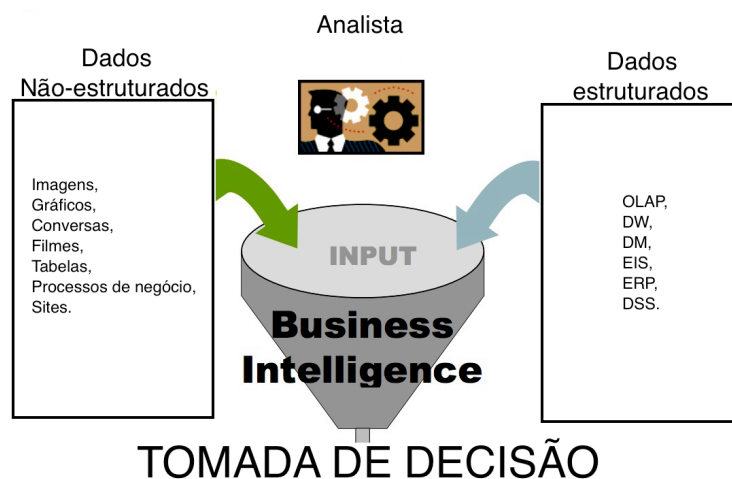 Analista
Dados
Não-estruturados
Dados
estruturados
Imagens,
Gráficos,
Conversas,
Filmes,
Tabelas,
Processos de negócio,
Sites.
OLAP,
DW,
DM,
EIS,
ERP,
DSS.
INPUT
Business
Intelligence
TOMADA DE DECISÃO